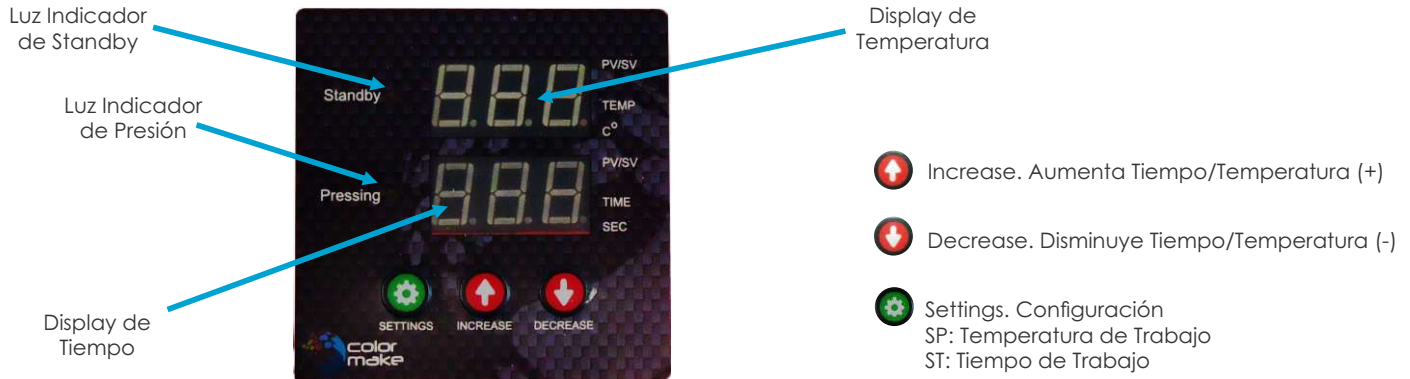 Luz Indicador
de Standby
Display de
Temperatura
Luz Indicador
de Presión
Standby
PV/SV
TEMP
C°
Pressing
PV/SV
TIME
SEC
Display de
Tiempo
SETTINGS
INCREASE
DECREASE
color
make
Increase. Aumenta Tiempo/Temperatura (+)
Decrease. Disminuye Tiempo/Temperatura (-)
Settings. Configuración
SP: Temperatura de Trabajo
ST: Tiempo de Trabajo